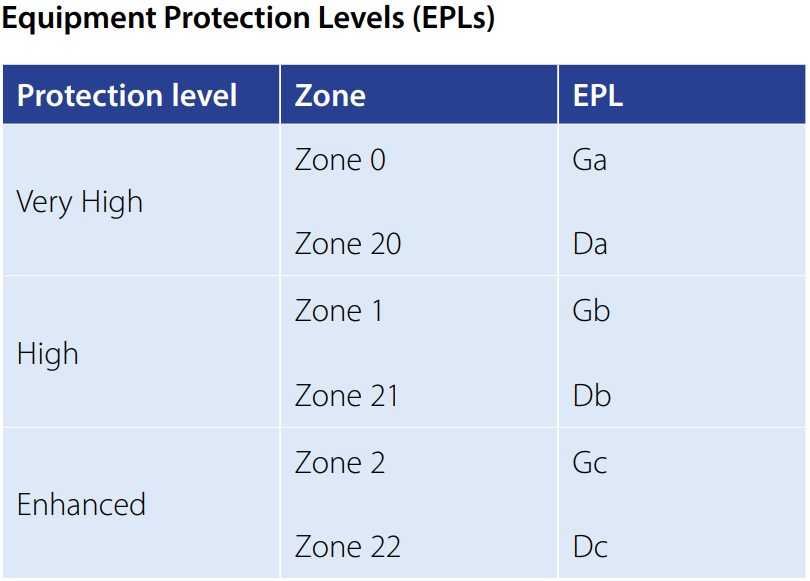 Equipment Protection Levels (EPLs)
Protection level Zone EPL
Very High
Zone 0 Ga
Zone 20 Da
High
Zone 1 Gb
Zone 21 Db
Enhanced
Zone 2 Gc
Zone 22 Dc